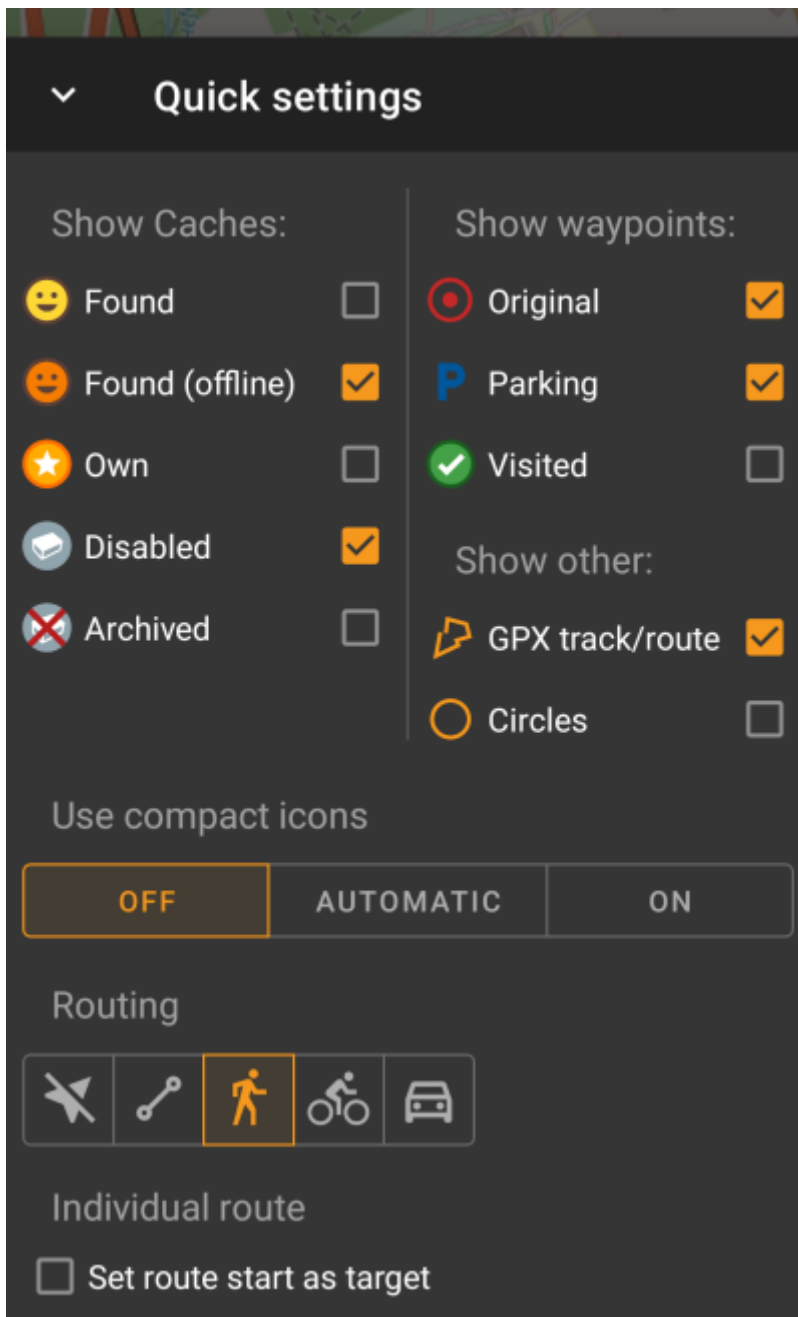 Quick settings
Show Caches:
Found
Found (offline)
Own
Disabled
Archived
Show waypoints:
Original
P Parking
Visited
Show other:
GPX track/route
Circles
Use compact icons
OFF AUTOMATIC ON
Routing
Individual route
Set route start as target